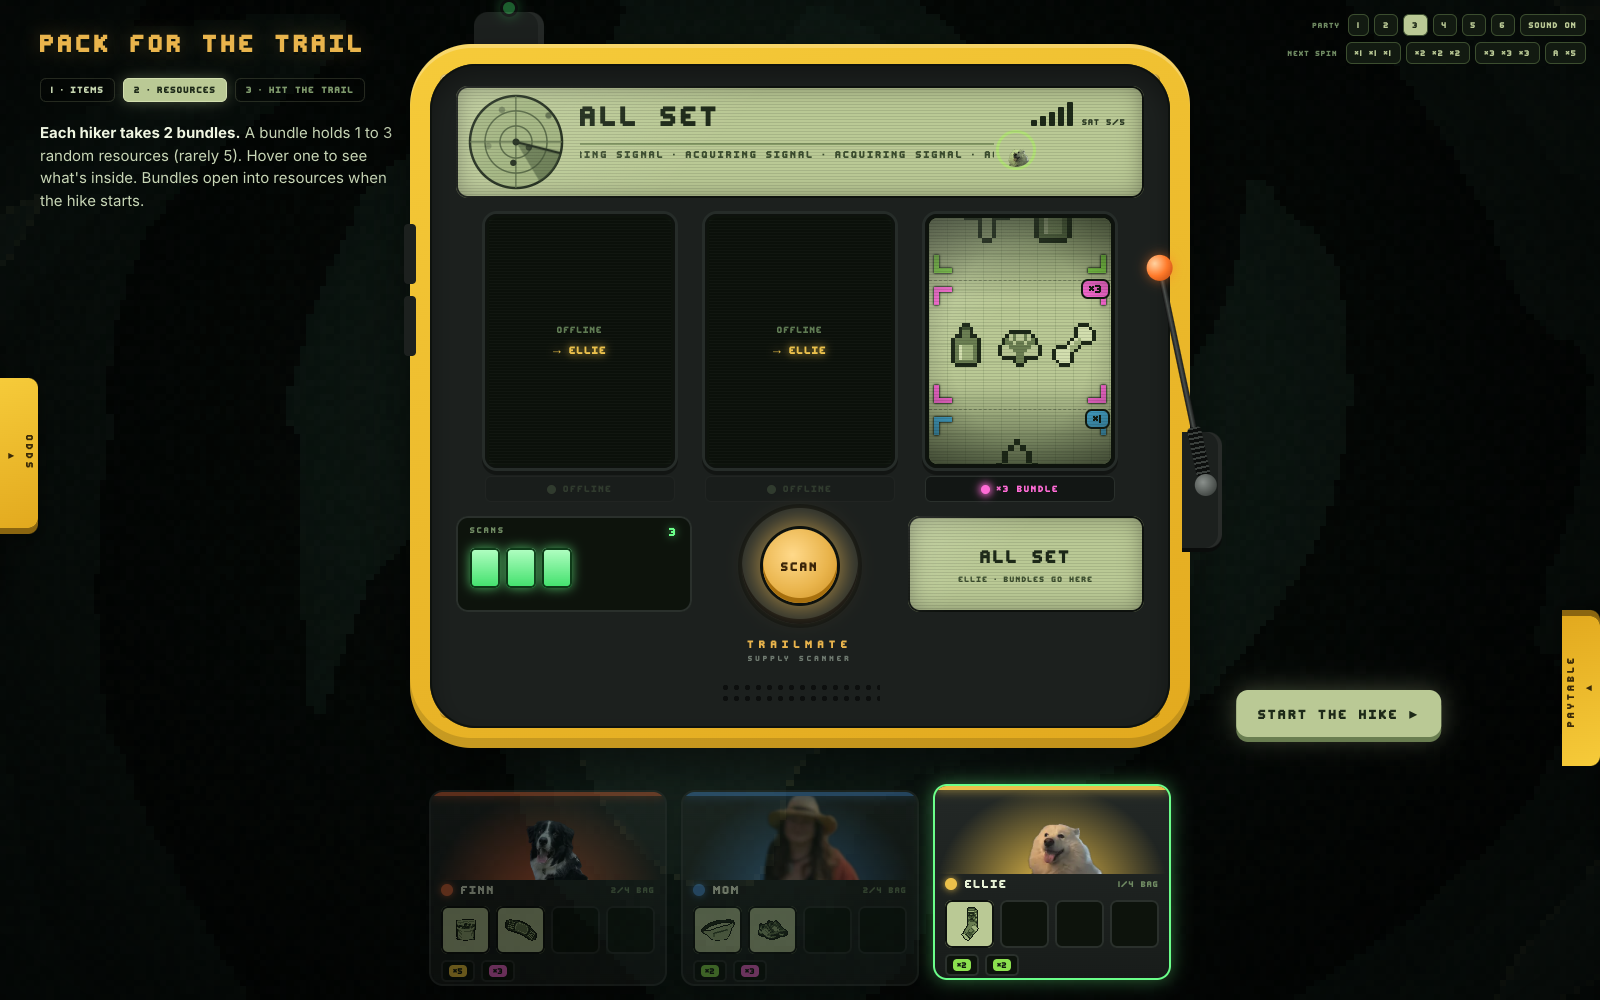 PACK FOR THE TRAIL
1 · ITEMS
2 · RESOURCES
3 · HIT THE TRAIL
Each hiker takes 2 bundles. A bundle holds 1 to 3
random resources (rarely 5). Hover one to see
what's inside. Bundles open into resources when
the hike starts.
PARTY
1
2
3
4
5
6
SOUND ON
NEXT SPIN
×1 ×1 ×1
×2 ×2 ×2
×3 ×3 ×3
A ×5
ALL SET
SAT 5/5
ING SIGNAL · ACQUIRING SIGNAL · ACQUIRING SIGNAL ·
OFFLINE
→ ELLIE
OFFLINE
→ ELLIE
×3
×1
OFFLINE
OFFLINE
×3 BUNDLE
SCANS
3
SCAN
ALL SET
ELLIE · BUNDLES GO HERE
TRAILMATE
SUPPLY SCANNER
ODDS
PAYTABLE
START THE HIKE ►
FINN
2/4 BAG
×5
×3
MOM
2/4 BAG
×2
×3
ELLIE
1/4 BAG
×2
×2